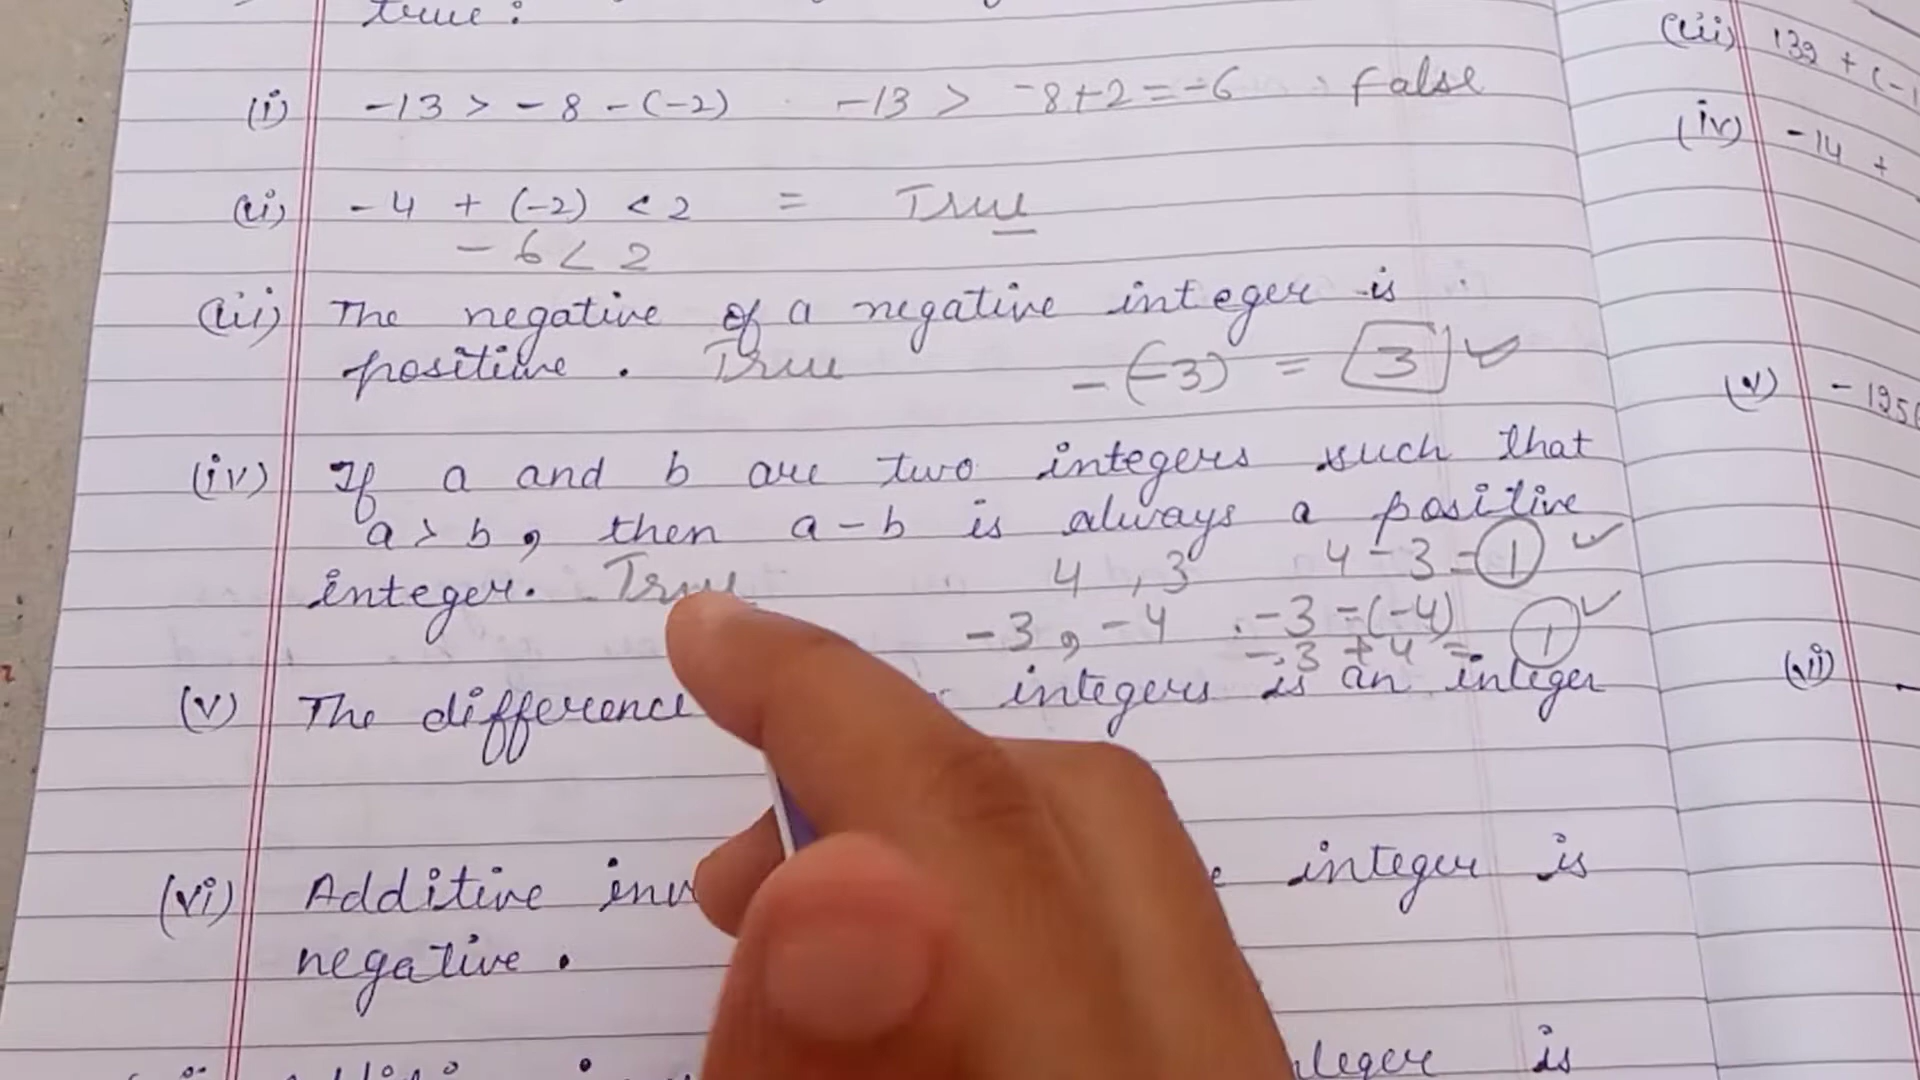 true :
(i) -13 > -8 -(-2) -13 > -8+2=-6 false
(ii) -4 + (-2) < 2 = True
-6 < 2
(iii) The negative of a negative integer is
positive . True -(-3) = 3 ✓
(iv) If a and b are two integers such that
a > b , then a-b is always a positive
integer. True 4 , 3 4-3=1 ✓
-3 , -4 -3-(-4) 1 ✓
-3 + 4 =
(v) The difference integers is an integer
(vi) Additive integer is
negative .
is
(iii) 139 + (-1
(iv) -14 +
(v) -195
(vi)